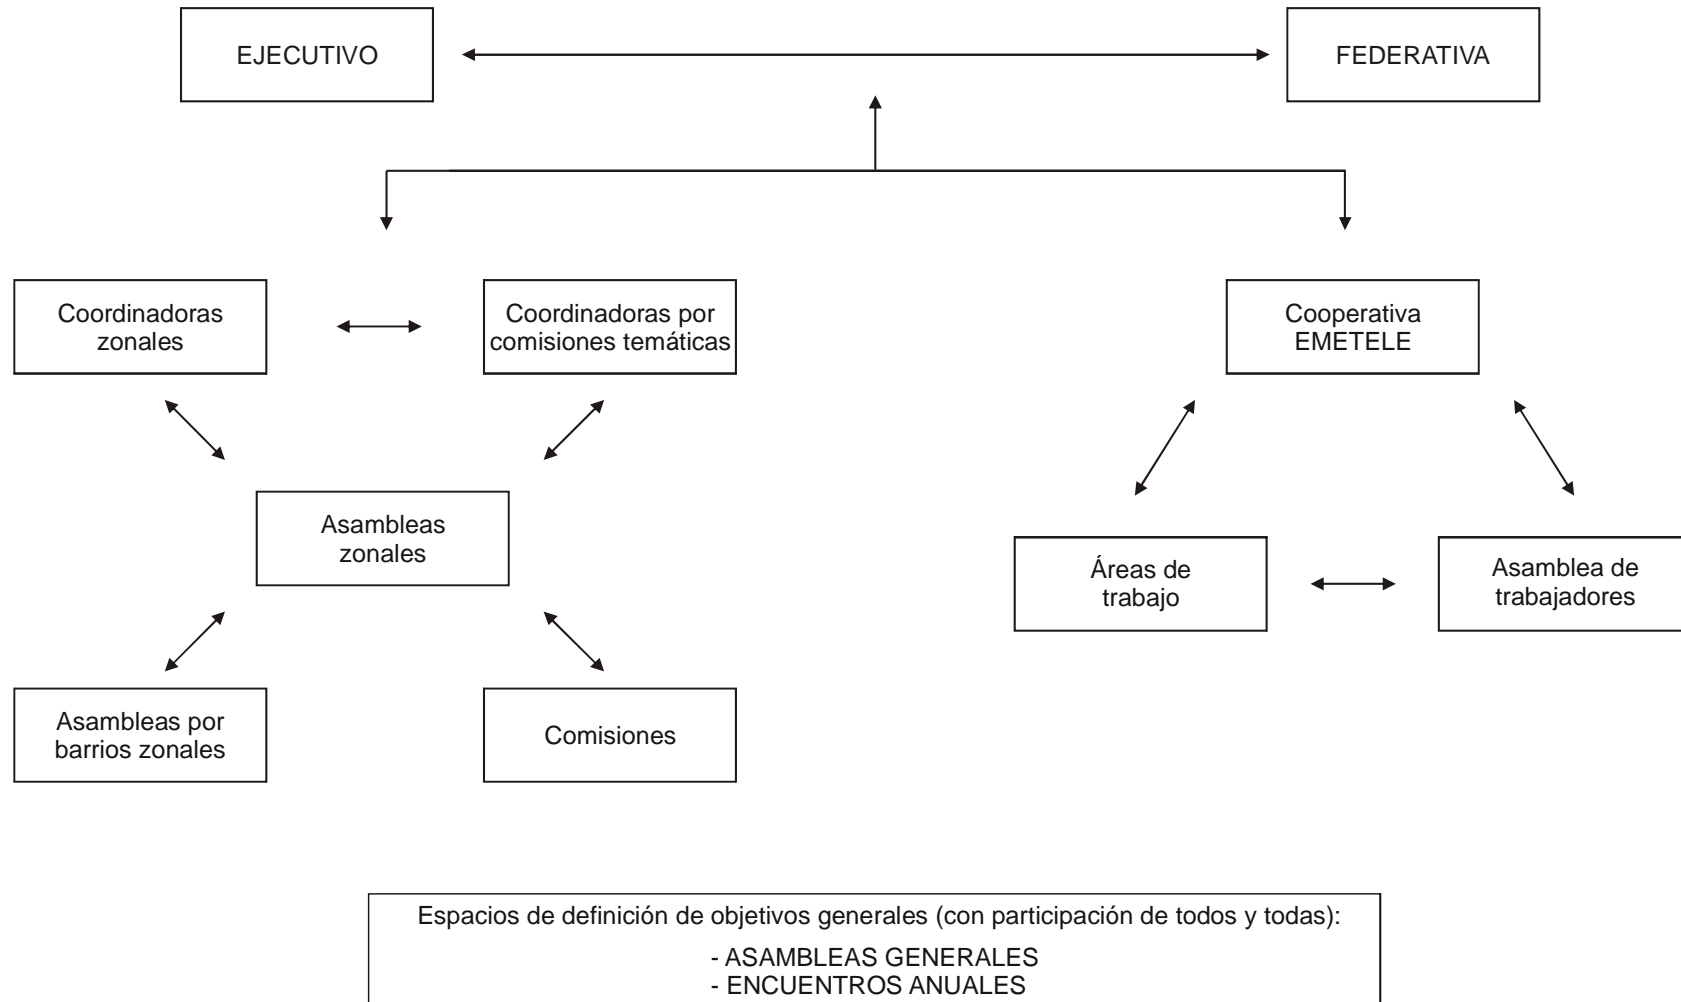 EJECUTIVO
FEDERATIVA
Coordinadoras
zonales
Coordinadoras por
comisiones temáticas
Cooperativa
EMETELE
Asambleas
zonales
Áreas de
trabajo
Asamblea de
trabajadores
Asambleas por
barrios zonales
Comisiones
Espacios de definición de objetivos generales (con participación de todos y todas):
- ASAMBLEAS GENERALES
- ENCUENTROS ANUALES